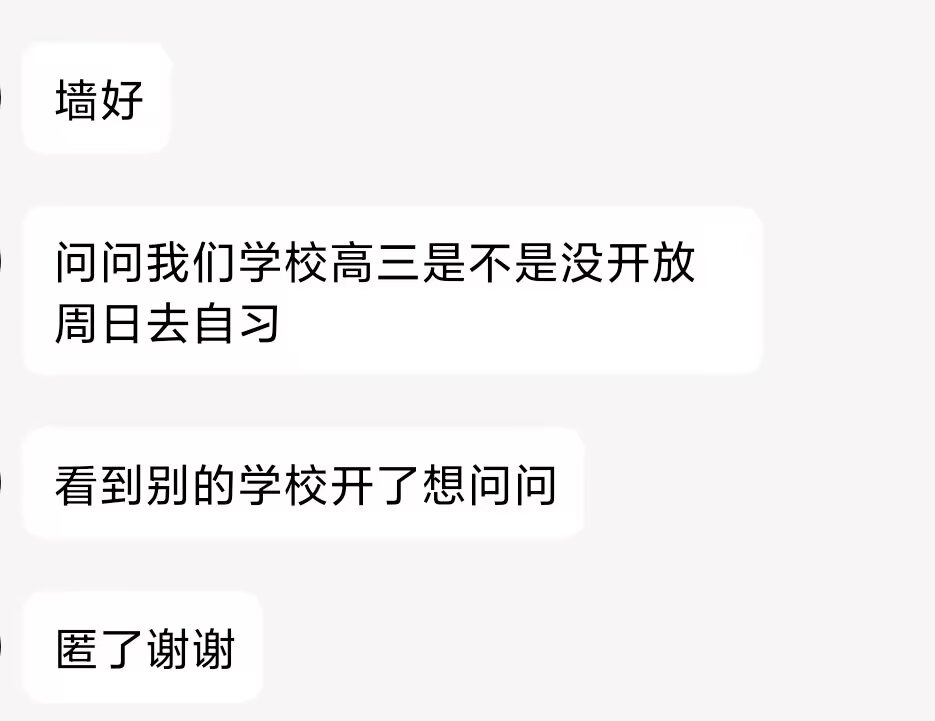 墙好
问问我们学校高三是不是没开放
周日去自习
看到别的学校开了想问问
匿了谢谢